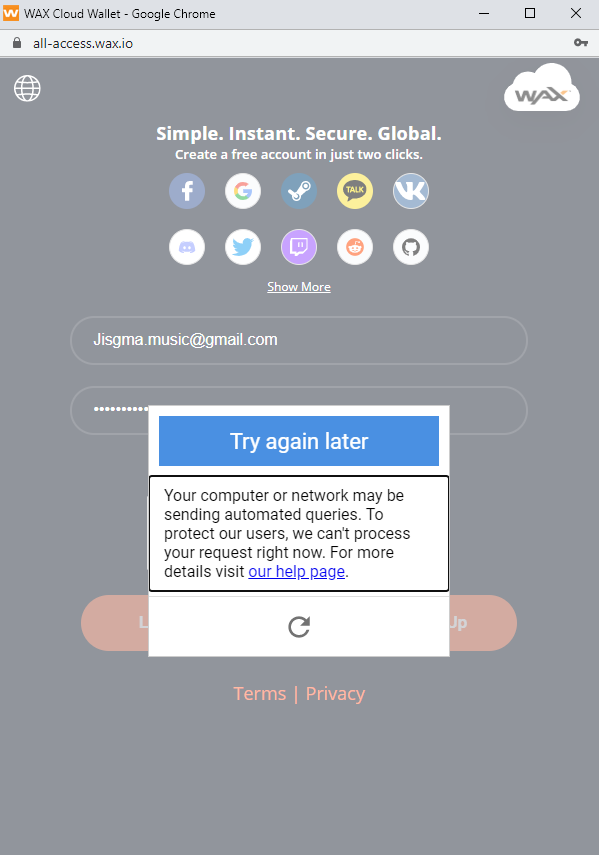 WAX Cloud Wallet - Google Chrome
all-access.wax.io
WAX
Simple. Instant. Secure. Global.
Create a free account in just two clicks.
TALK
Show More
Jisgma.music@gmail.com
Try again later
Your computer or network may be
sending automated queries. To
protect our users, we can't process
your request right now. For more
details visit our help page.
L
Up
Terms | Privacy